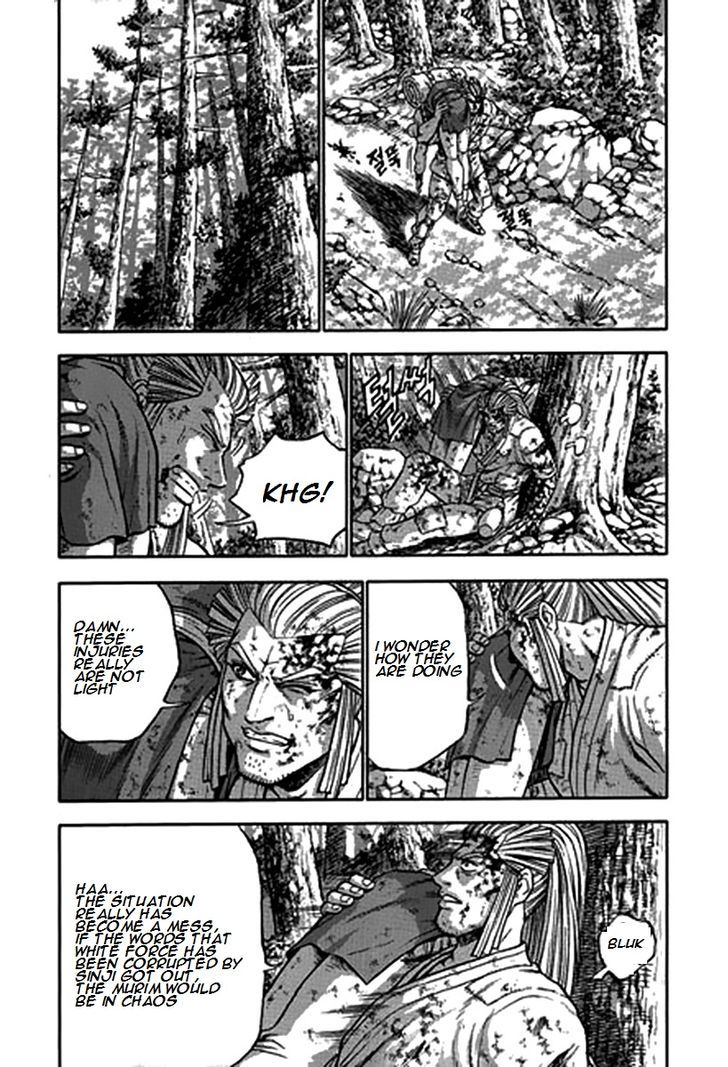 절뚝
절뚝
KHG!
털썩
DAMN...
THESE
INJURIES
REALLY
ARE NOT
LIGHT
I WONDER
HOW THEY
ARE DOING
HAA...
THE SITUATION
REALLY HAS
BECOME A MESS,
IF THE WORDS THAT
WHITE FORCE HAS
BEEN CORRUPTED BY
SINJI GOT OUT,
THE MURIM WOULD
BE IN CHAOS
BLUK